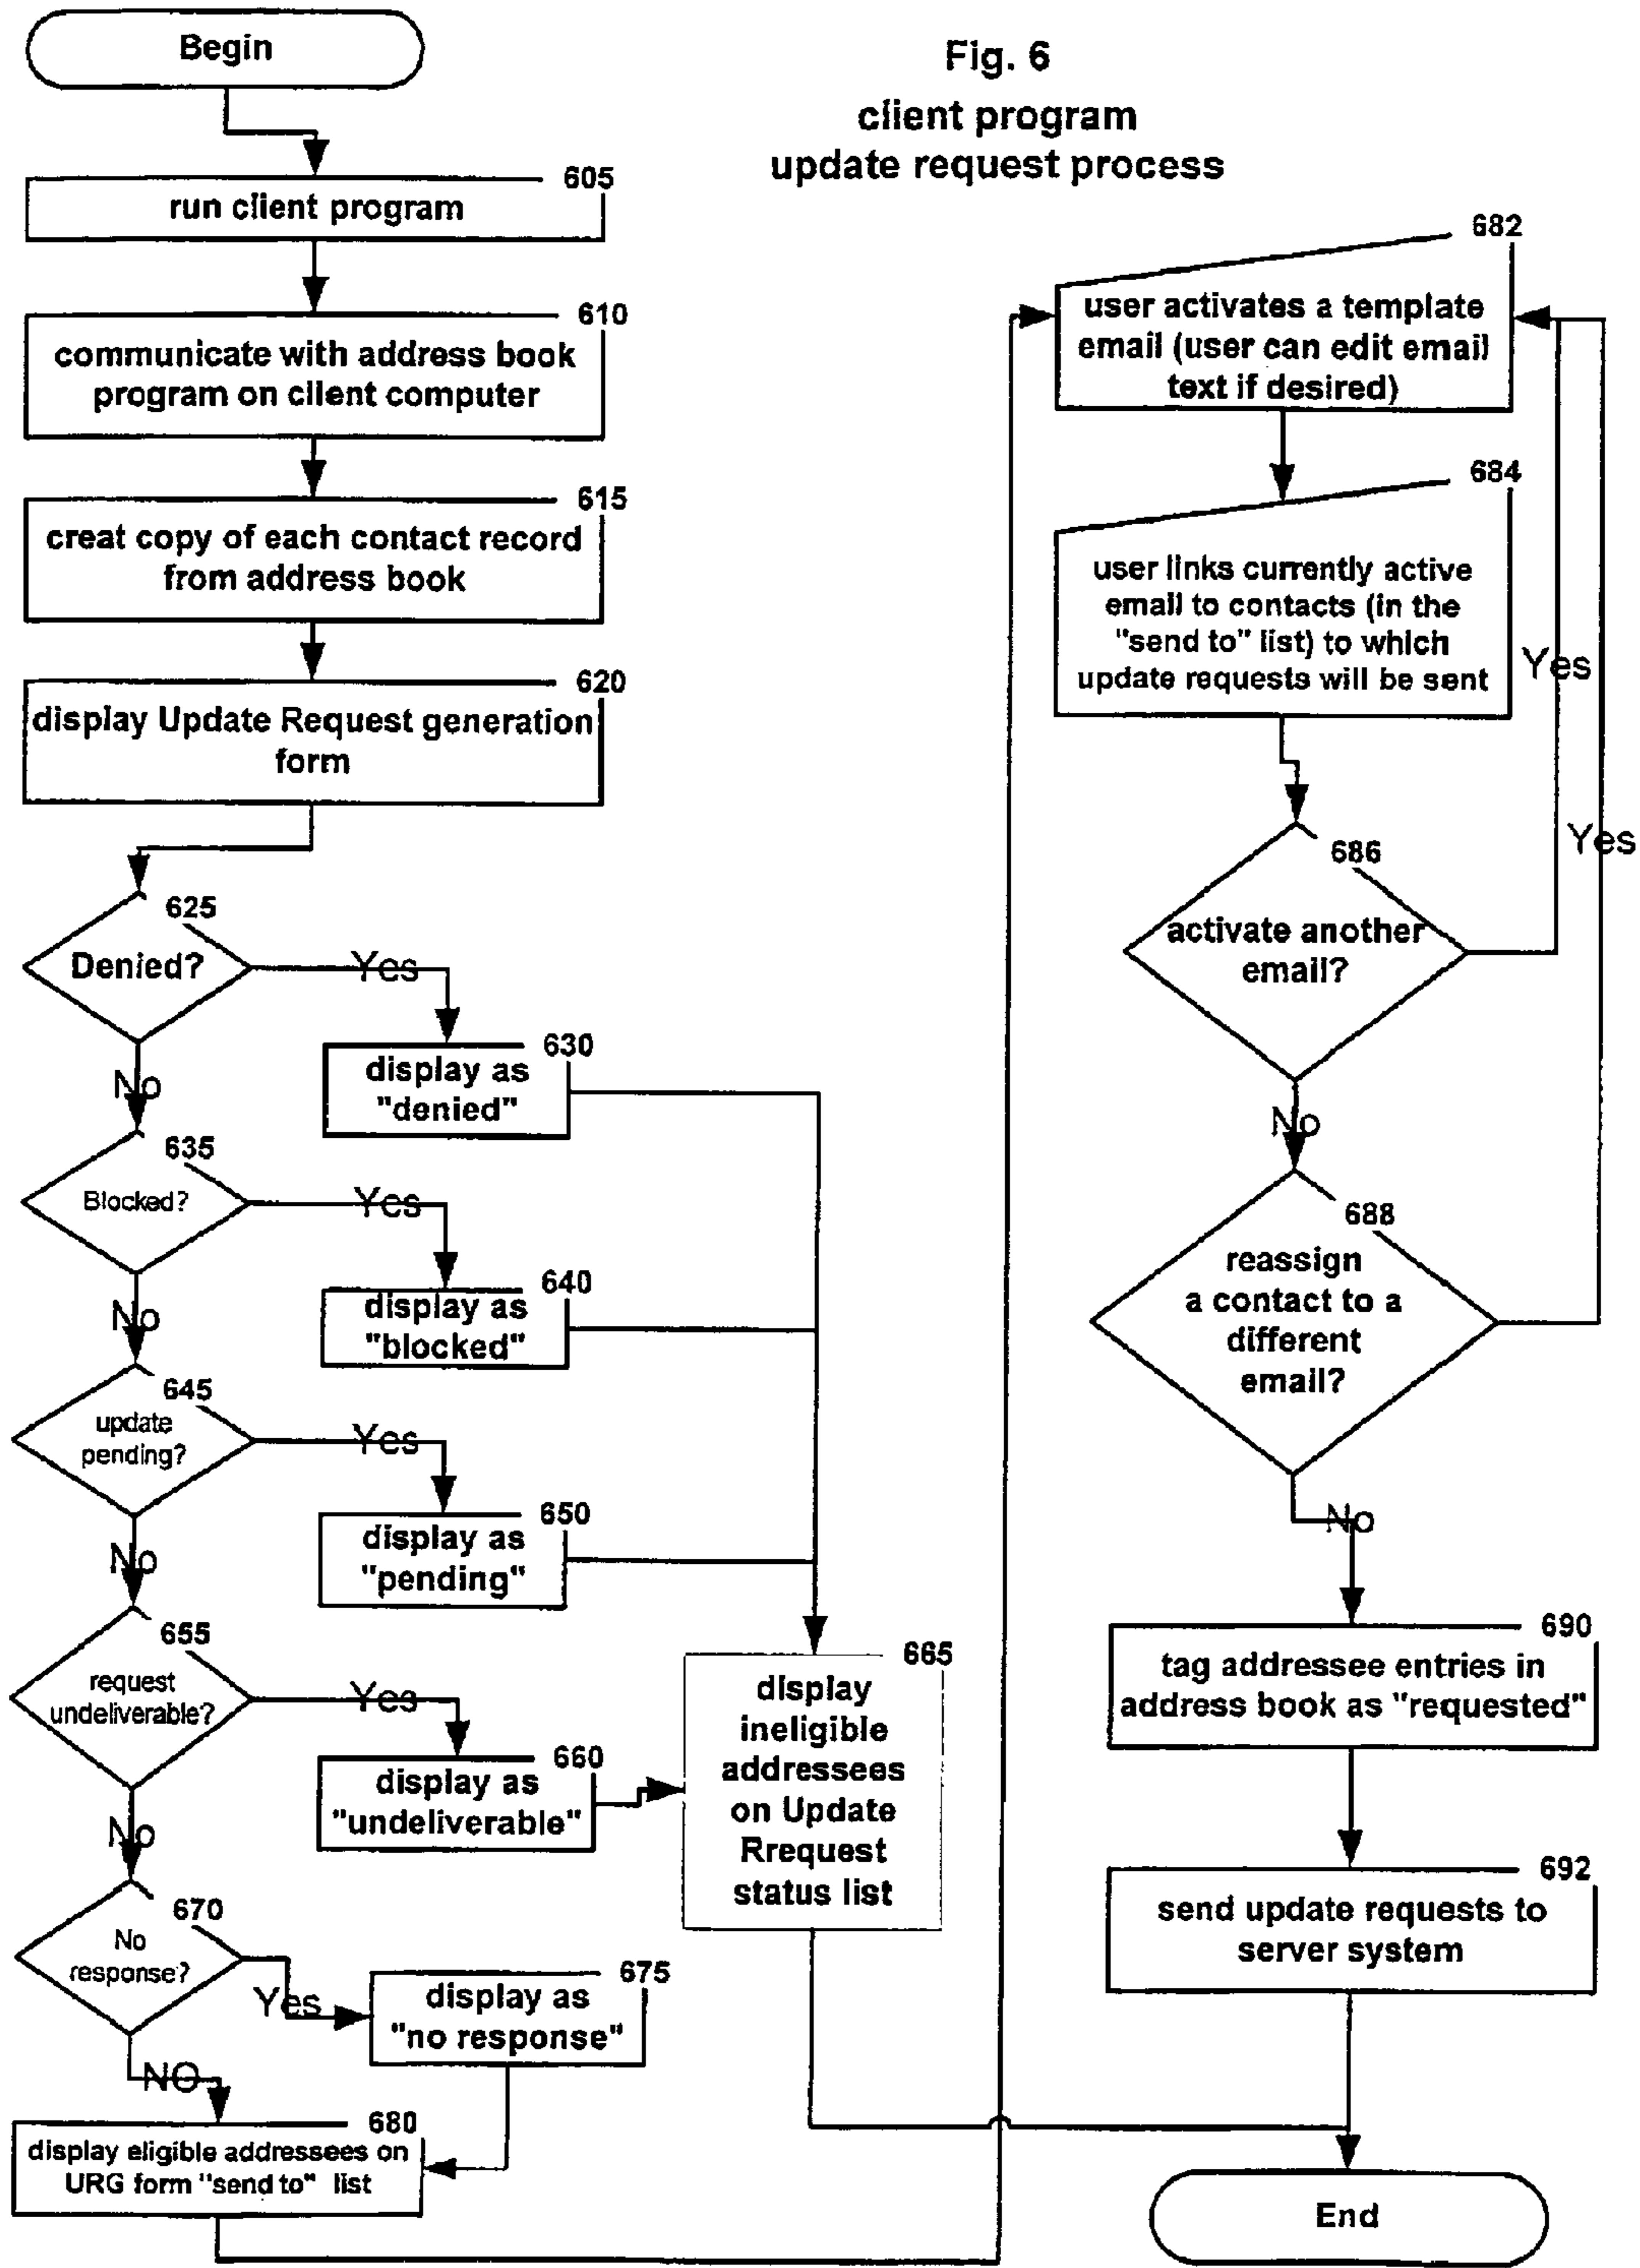 Begin
Fig. 6
client program
update request process
605
run client program
610
communicate with address book
program on client computer
615
creat copy of each contact record
from address book
620
display Update Request generation
form
625
Denied?
Yes
No
630
display as
"denied"
635
Blocked?
Yes
No
640
display as
"blocked"
645
update
pending?
Yes
No
650
display as
"pending"
655
request
undeliverable?
Yes
No
660
display as
"undeliverable"
665
display
ineligible
addressees
on Update
Rrequest
status list
670
No
response?
Yes
NO
675
display as
"no response"
680
display eligible addressees on
URG form "send to" list
682
user activates a template
email (user can edit email
text if desired)
684
user links currently active
email to contacts (in the
"send to" list) to which
update requests will be sent
Yes
Yes
686
activate another
email?
No
688
reassign
a contact to a
different
email?
No
690
tag addressee entries in
address book as "requested"
692
send update requests to
server system
End